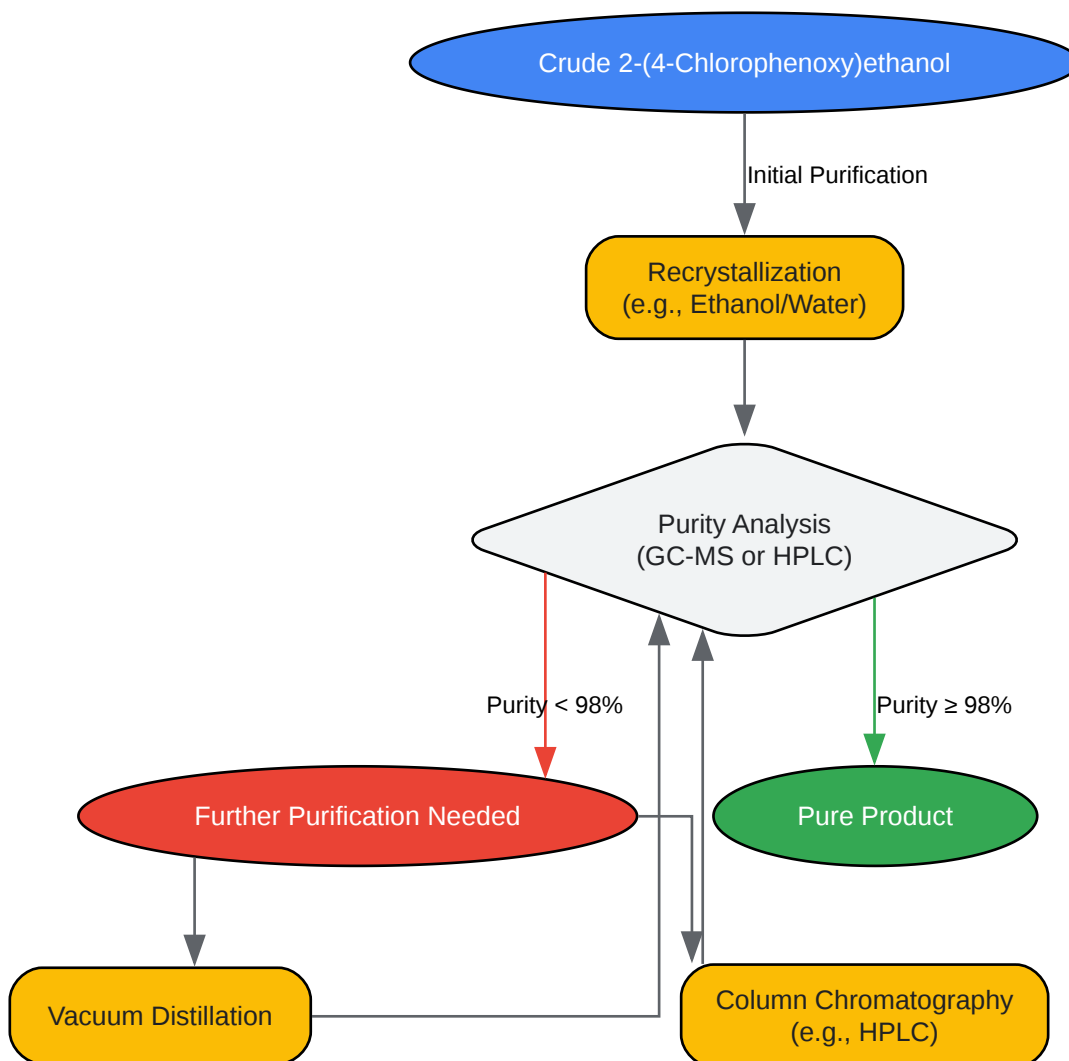 Crude 2-(4-Chlorophenoxy)ethanol
Initial Purification
Recrystallization
(e.g., Ethanol/Water)
Purity Analysis
(GC-MS or HPLC)
Purity < 98%
Purity ≥ 98%
Further Purification Needed
Pure Product
Vacuum Distillation
Column Chromatography
(e.g., HPLC)